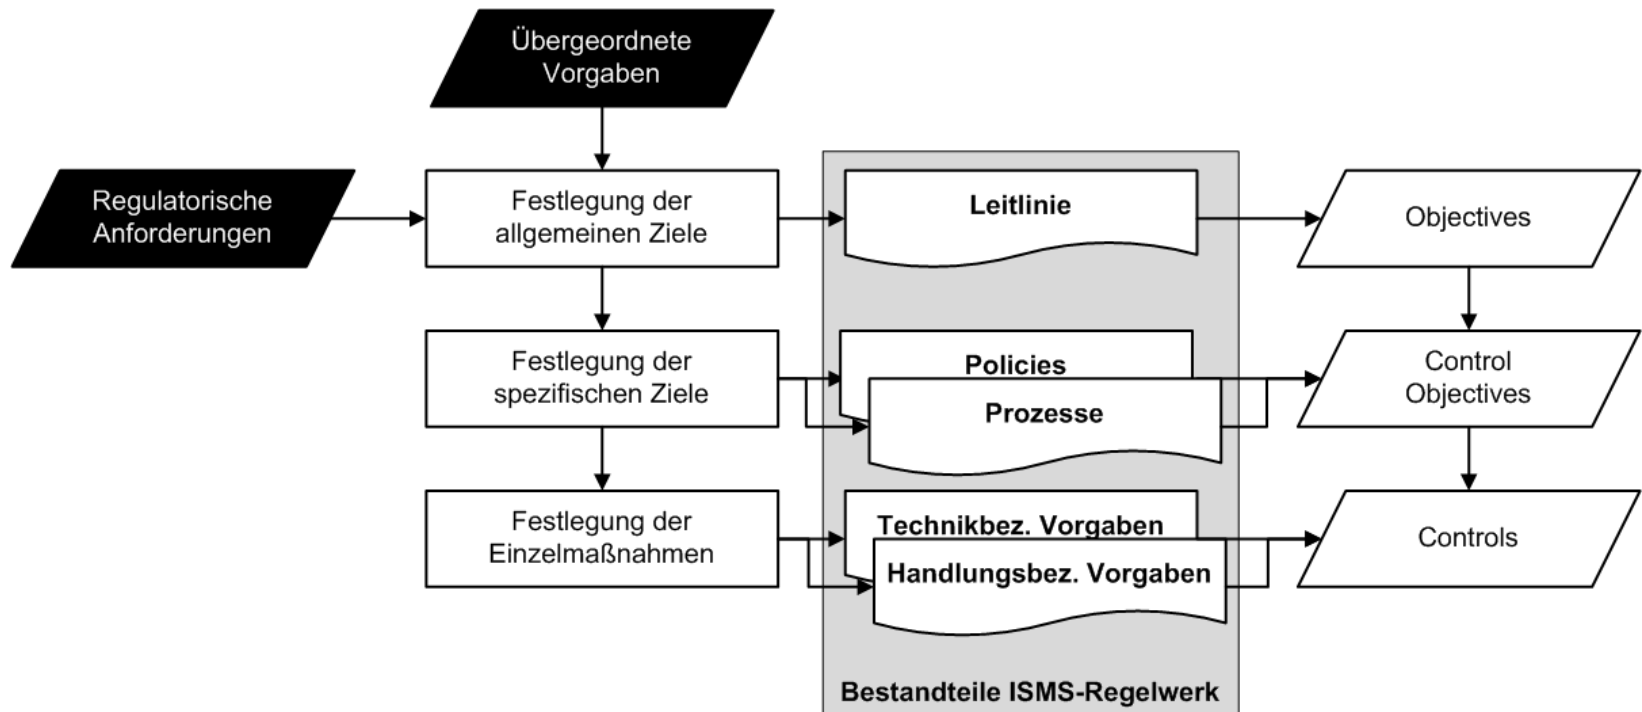 Übergeordnete
Vorgaben
Regulatorische
Anforderungen
Festlegung der
allgemeinen Ziele
Leitlinie
Objectives
Festlegung der
spezifischen Ziele
Policies
Prozesse
Control
Objectives
Festlegung der
Einzelmaßnahmen
Technikbez. Vorgaben
Handlungsbez. Vorgaben
Controls
Bestandteile ISMS-Regelwerk